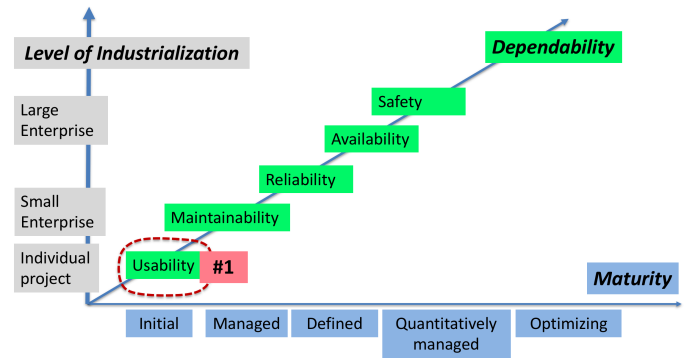 Level of Industrialization
Dependability
Large
Enterprise
Safety
Availability
Reliability
Small
Enterprise
Maintainability
Individual
project
Usability
#1
Maturity
Initial
Managed
Defined
Quantitatively
managed
Optimizing